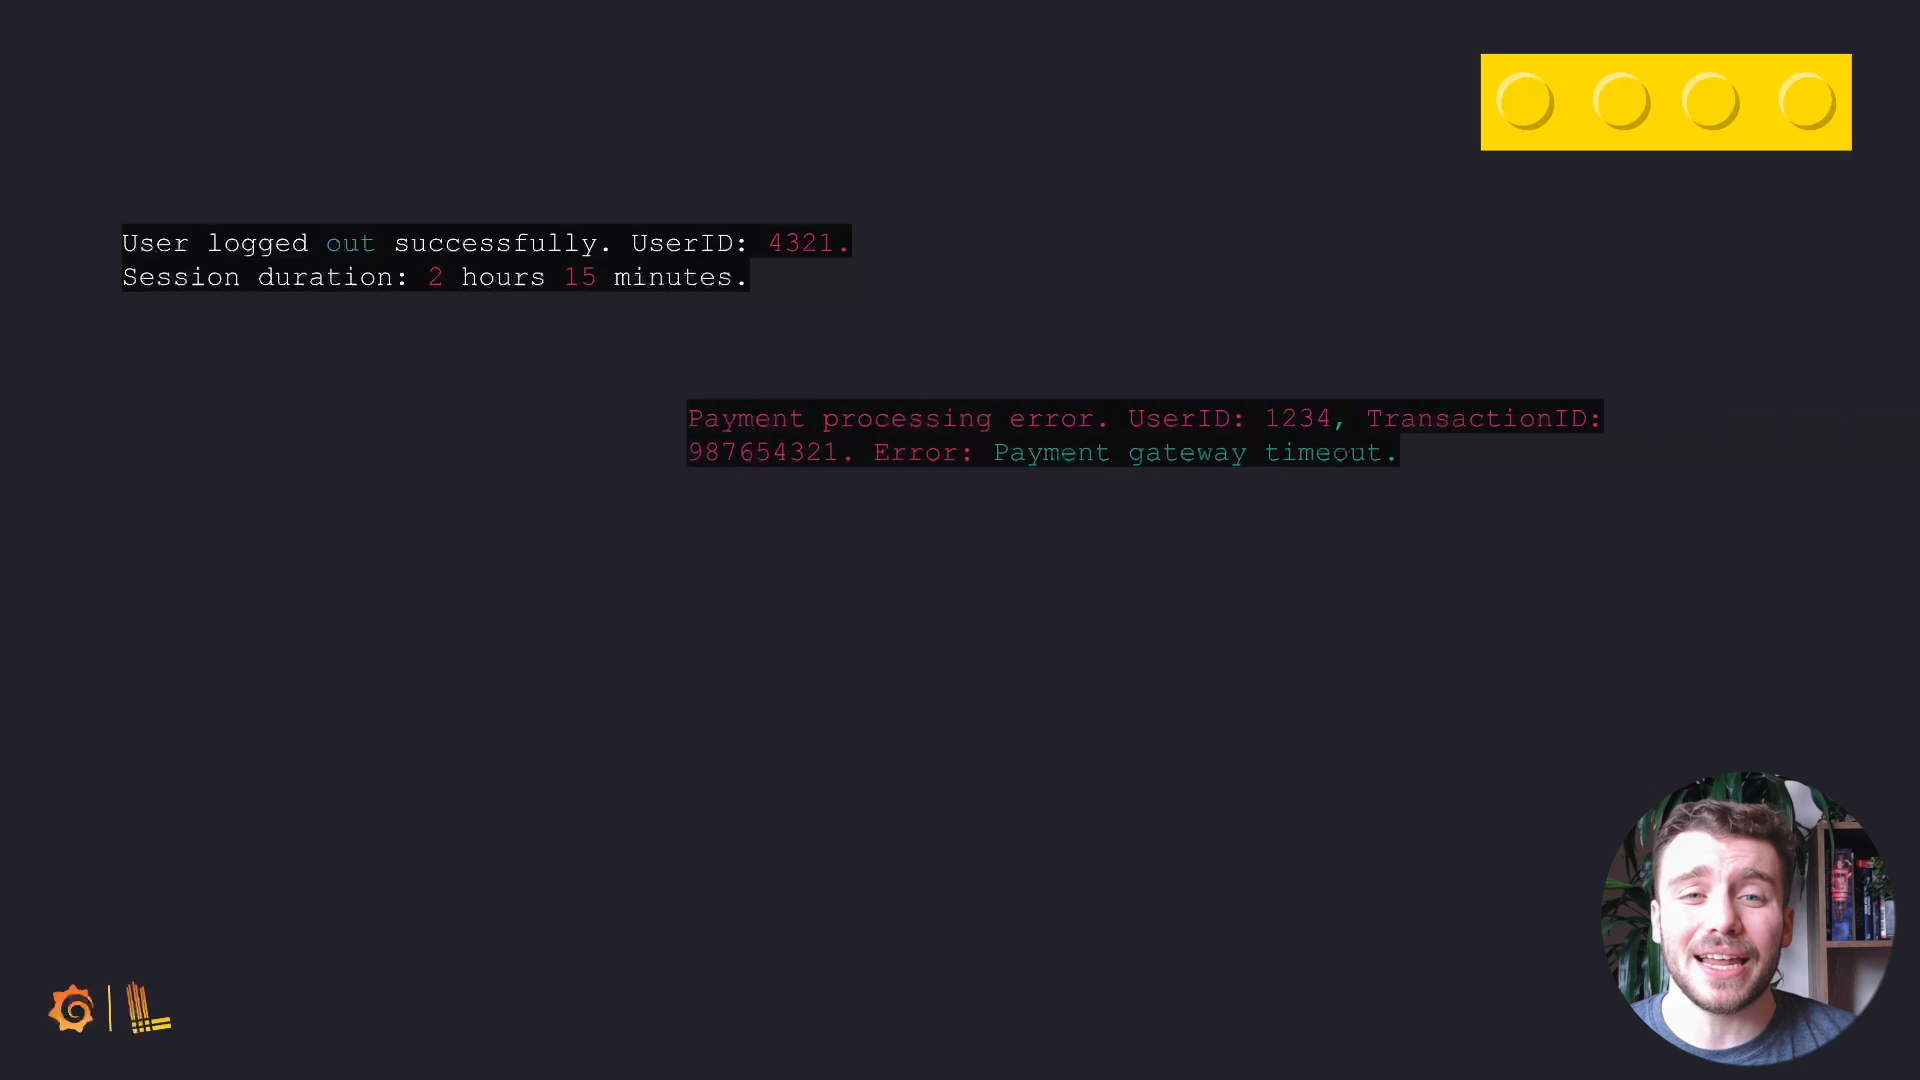 User logged out successfully. UserID: 4321.
Session duration: 2 hours 15 minutes.
Payment processing error. UserID: 1234, TransactionID:
987654321. Error: Payment gateway timeout.